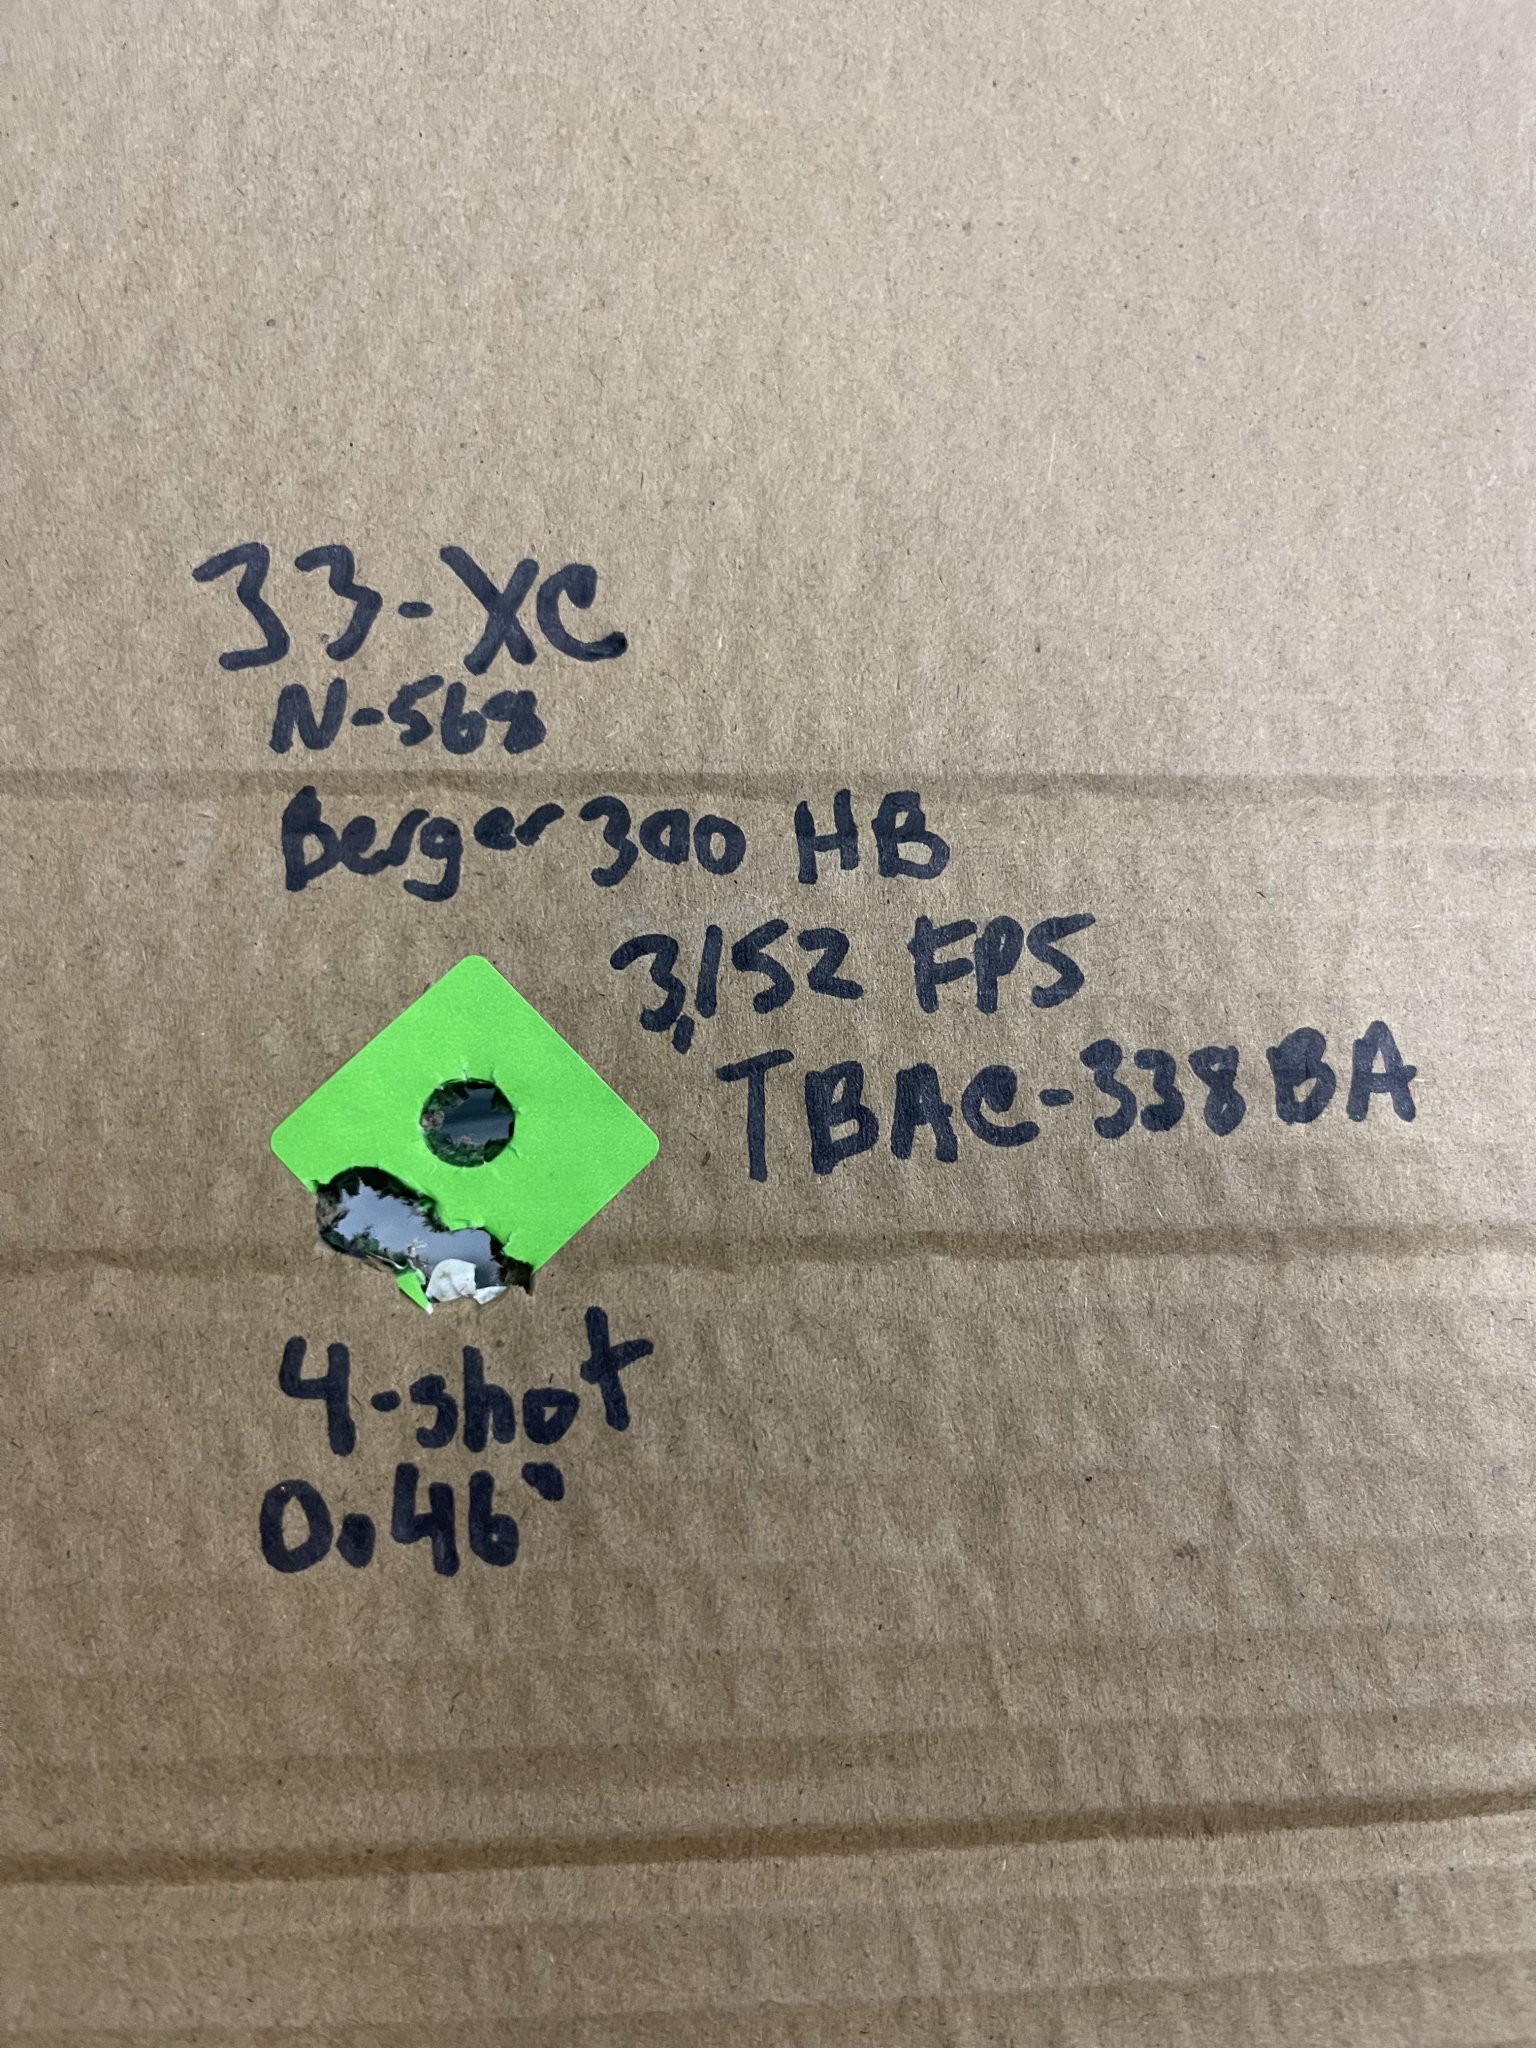 33-XC
N-568
Berger 300 HB
3,152 FPS
TBAC-338BA
4-shot
0.46"